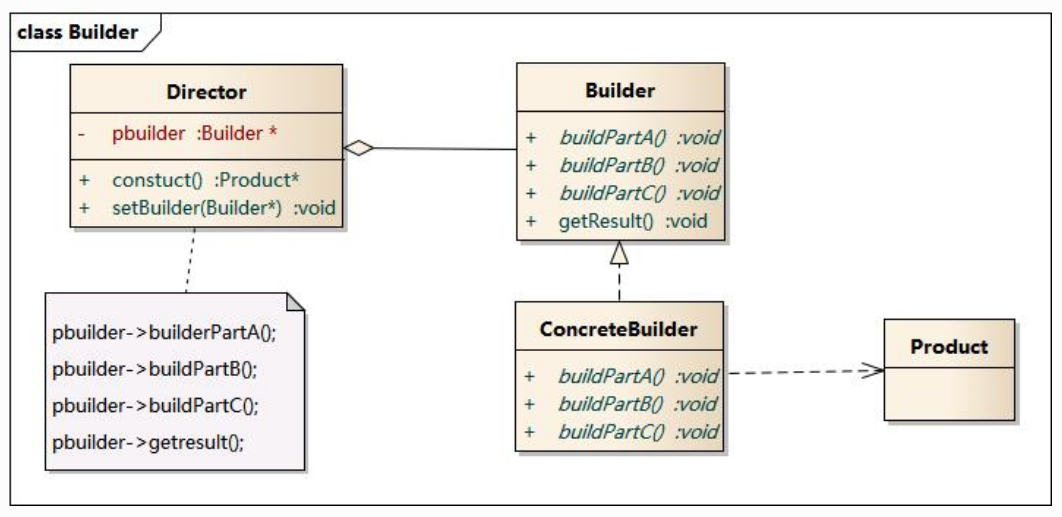 class Builder
Director
- pbuilder :Builder *
+ constuct() :Product*
+ setBuilder(Builder*) :void
Builder
+ buildPartA() :void
+ buildPartB() :void
+ buildPartC() :void
+ getResult() :void
pbuilder->builderPartA();
pbuilder->buildPartB();
pbuilder->buildPartC();
pbuilder->getresult();
ConcreteBuilder
+ buildPartA() :void
+ buildPartB() :void
+ buildPartC() :void
Product